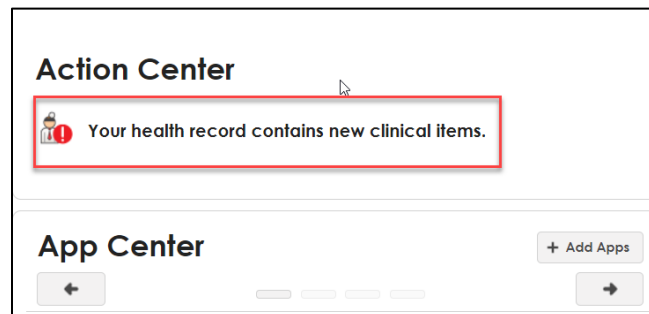 Action Center
Your health record contains new clinical items.
App Center
+ Add Apps